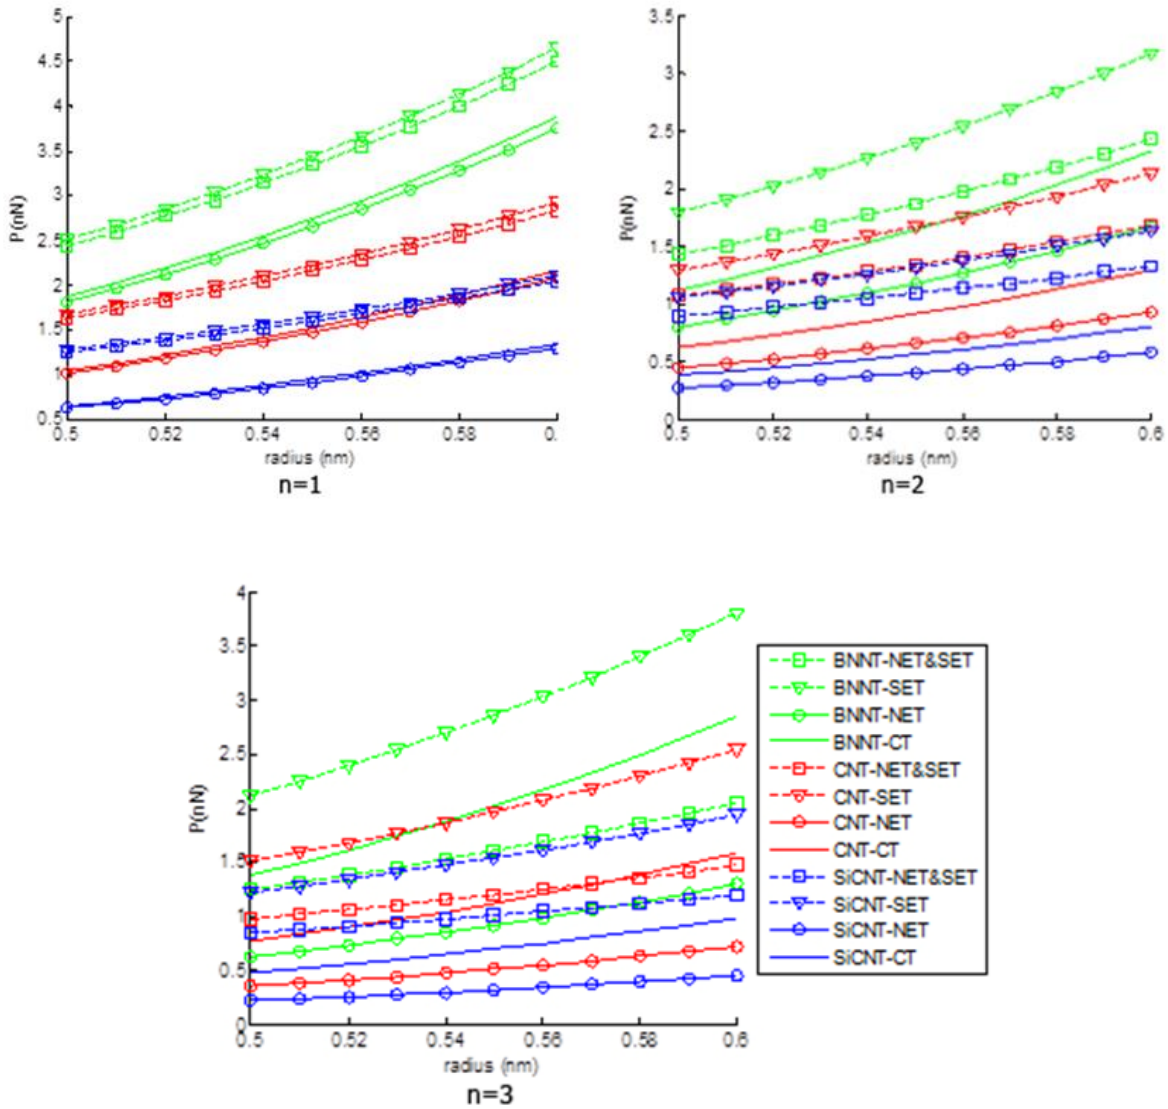 5
4.5
4
3.5
3
2.5
2
1.5
1
0.5
P(nN)
0.5 0.52 0.54 0.56 0.58 0.
radius (nm)
n=1
3.5
3
2.5
2
1.5
1
0.5
0
P(nN)
0.5 0.52 0.54 0.56 0.58 0.6
radius (nm)
n=2
4
3.5
3
2.5
2
1.5
1
0.5
0
P(nN)
0.5 0.52 0.54 0.56 0.58 0.6
radius (nm)
n=3
BNNT-NET&SET
BNNT-SET
BNNT-NET
BNNT-CT
CNT-NET&SET
CNT-SET
CNT-NET
CNT-CT
SiCNT-NET&SET
SiCNT-SET
SiCNT-NET
SiCNT-CT